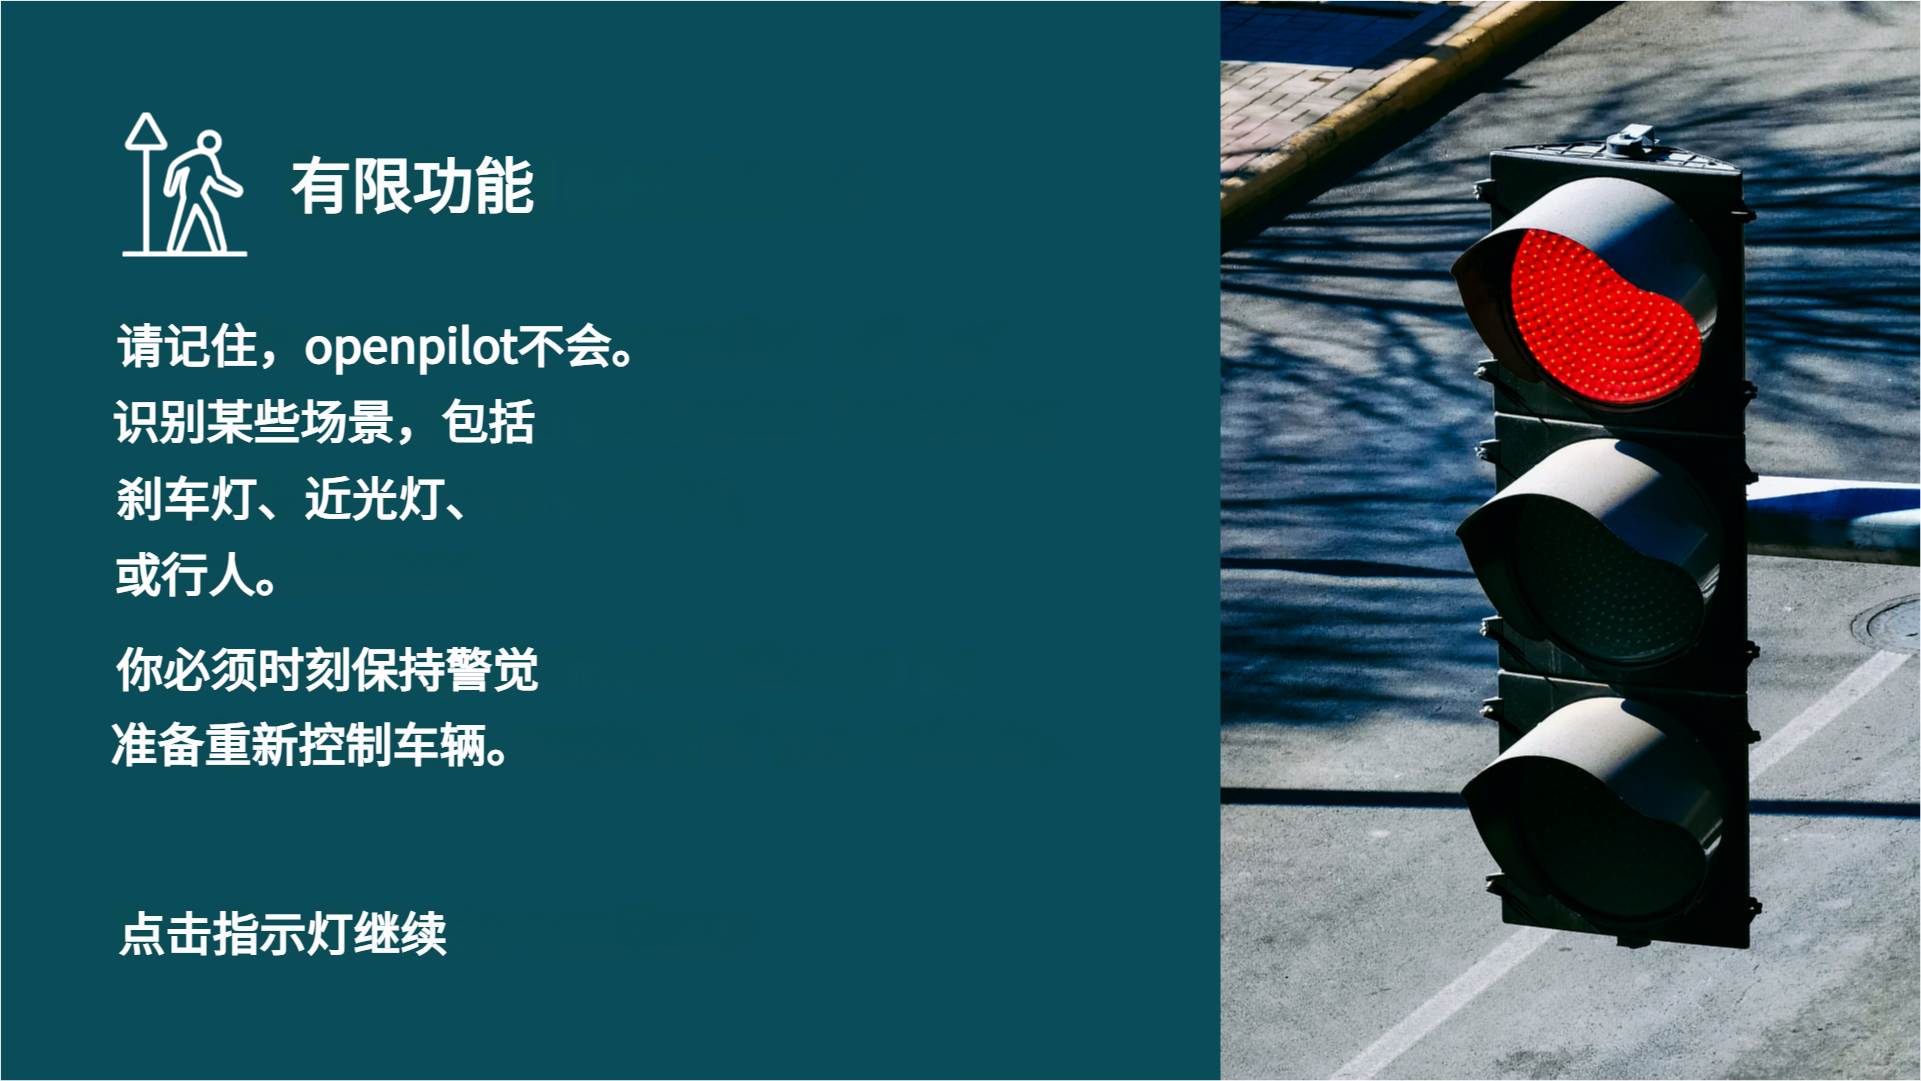 有限功能
请记住，openpilot不会。
识别某些场景，包括
刹车灯、近光灯、
或行人。
你必须时刻保持警觉
准备重新控制车辆。
点击指示灯继续